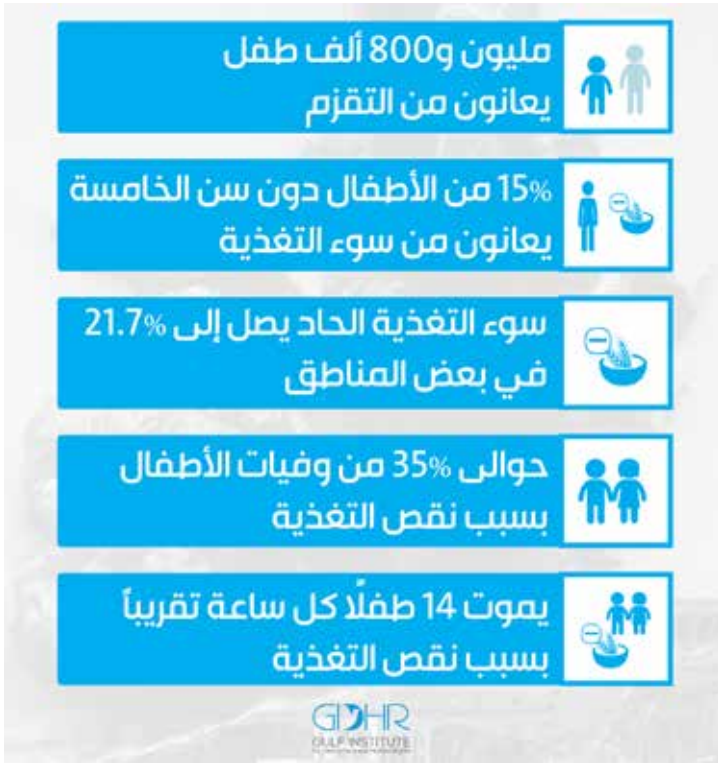 مليون و800 ألف طفل
يعانون من التقزم
15% من الأطفال دون سن الخامسة
يعانون من سوء التغذية
سوء التغذية الحاد يصل إلى 21.7%
في بعض المناطق
حوالى 35% من وفيات الأطفال
بسبب نقص التغذية
يموت 14 طفلًا كل ساعة تقريباً
بسبب نقص التغذية
GIDHR
GULF INSTITUTE